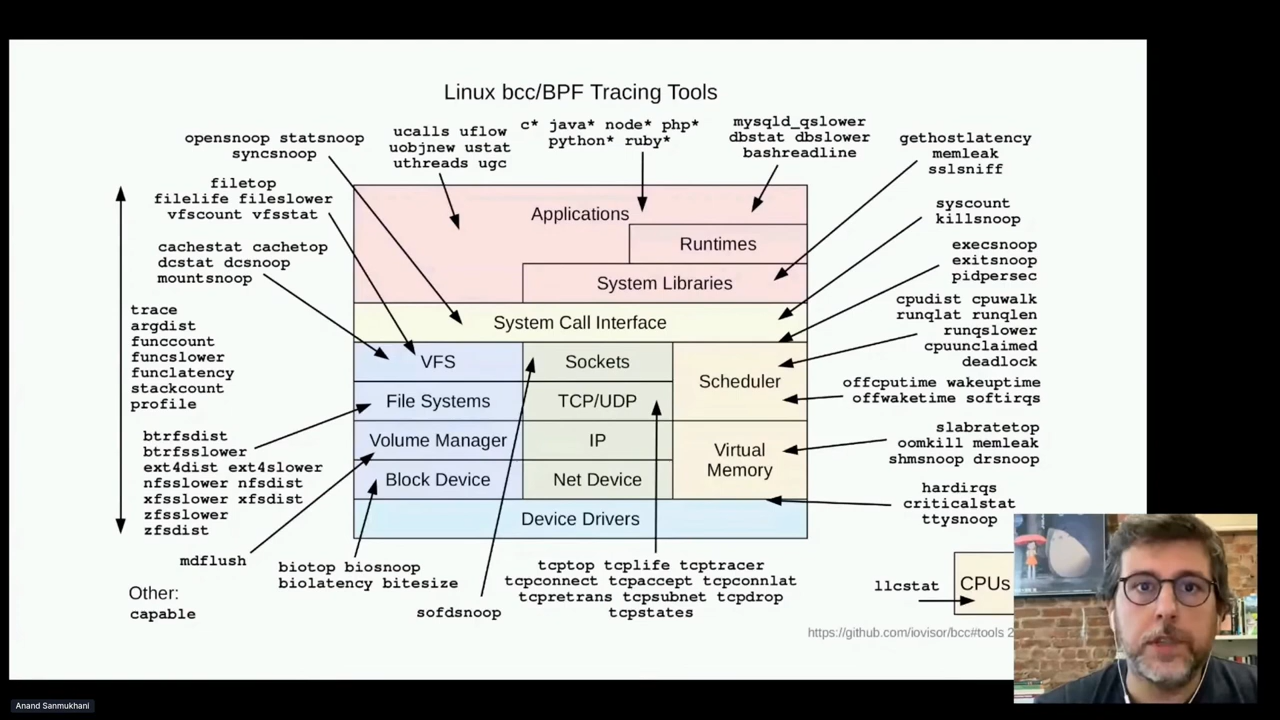 Linux bcc/BPF Tracing Tools
opensnoop statsnoop
syncsnoop
ucalls uflow
uobjnew ustat
uthreads ugc
c* java* node* php*
python* ruby*
mysqld_qslower
dbstat dbslower
bashreadline
gethostlatency
memleak
sslsniff
filetop
filelife fileslower
vfscount vfsstat
syscount
killsnoop
cachestat cachetop
dcstat dcsnoop
mountsnoop
execsnoop
exitsnoop
pidpersec
trace
argdist
funccount
funcslower
funclatency
stackcount
profile
cpudist cpuwalk
runqlat runqlen
runqslower
cpuunclaimed
deadlock
offcputime wakeuptime
offwaketime softirqs
Applications
Runtimes
System Libraries
System Call Interface
VFS
Sockets
Scheduler
File Systems
TCP/UDP
Volume Manager
IP
Virtual
Memory
Block Device
Net Device
Device Drivers
btrfsdist
btrfsslower
ext4dist ext4slower
nfsslower nfsdist
xfsslower xfsdist
zfsslower
zfsdist
slabratetop
oomkill memleak
shmsnoop drsnoop
hardirqs
criticalstat
ttysnoop
mdflush
biotop biosnoop
biolatency bitesize
sofdsnoop
tcptop tcplife tcptracer
tcpconnect tcpaccept tcpconnlat
tcpretrans tcpsubnet tcpdrop
tcpstates
Other:
capable
llcstat
CPUs
https://github.com/iovisor/bcc#tools 2
Anand Sanmukhani